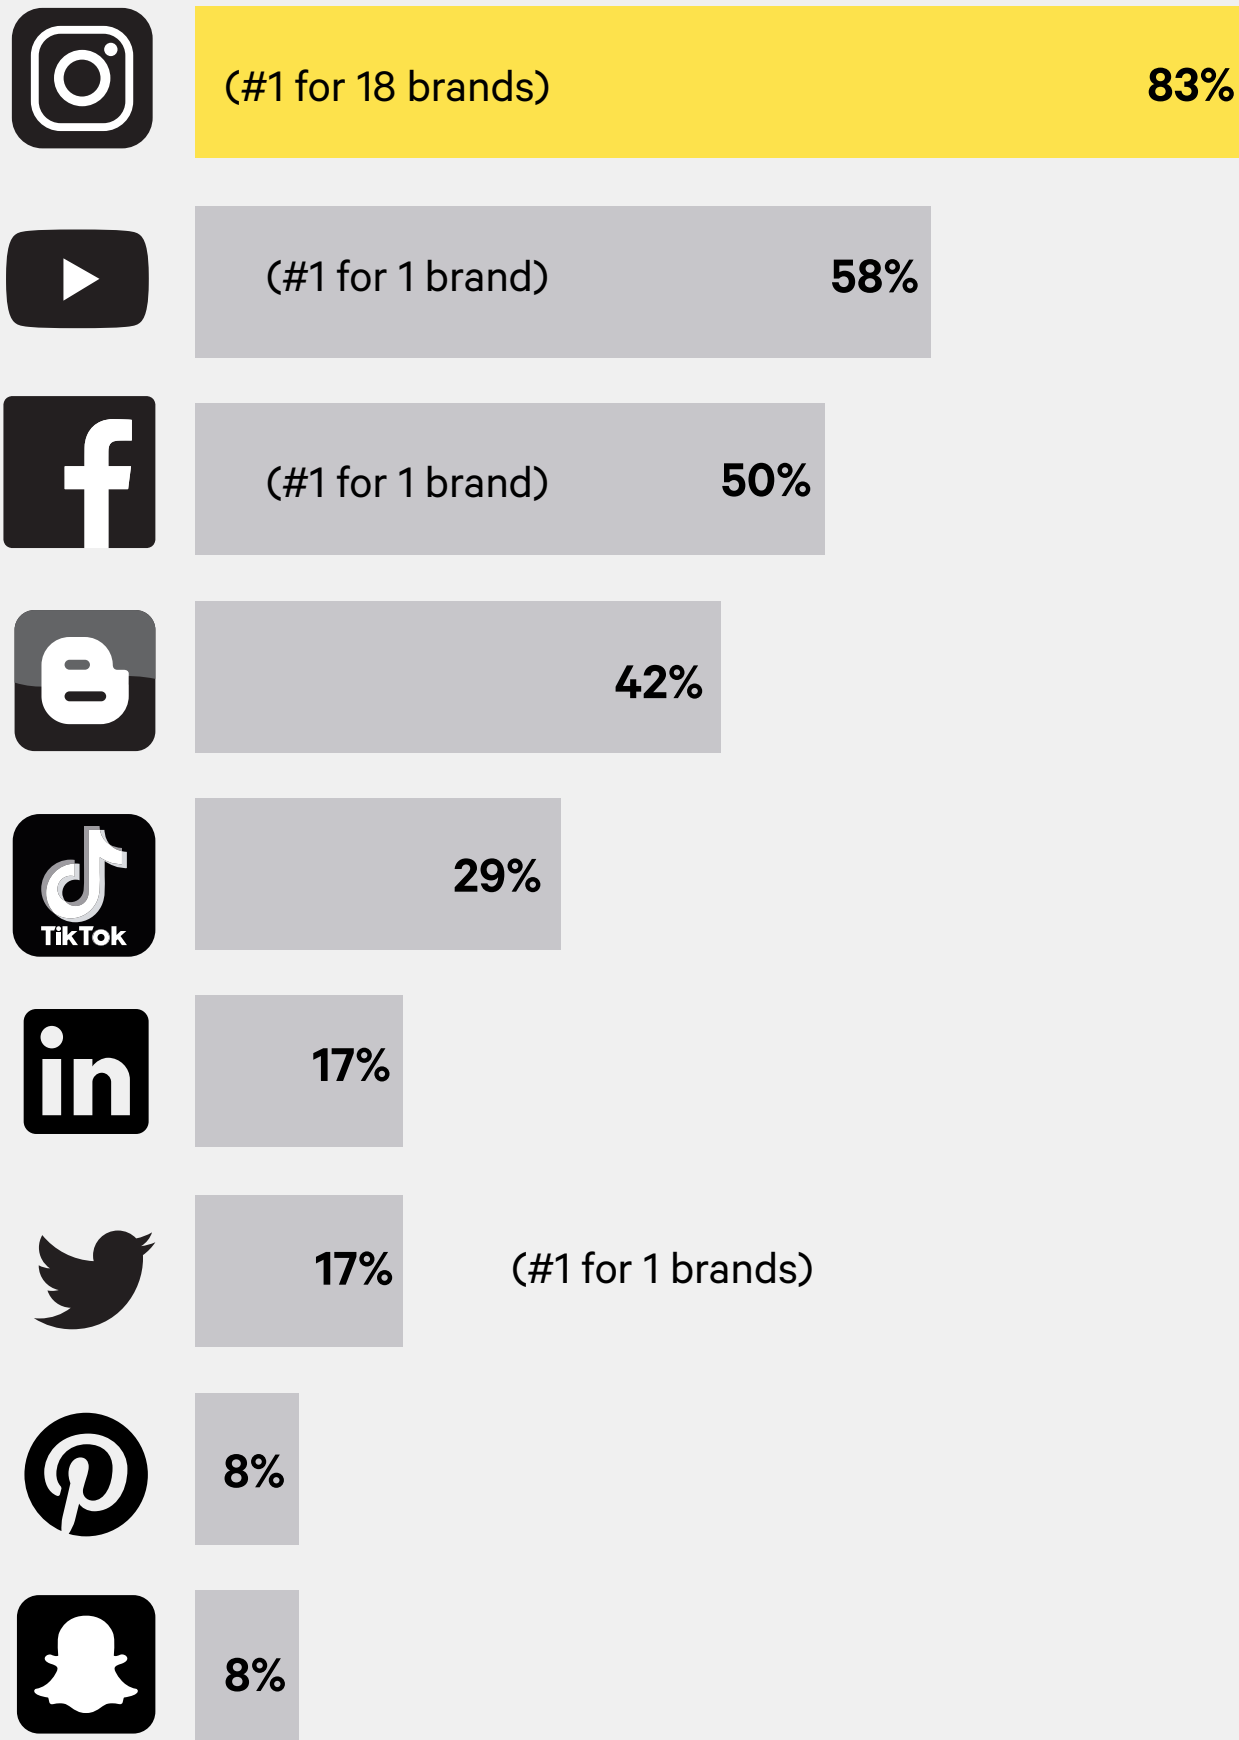 (#1 for 18 brands) 83%
(#1 for 1 brand) 58%
(#1 for 1 brand) 50%
42%
29%
TikTok
in
17%
17% (#1 for 1 brands)
8%
8%